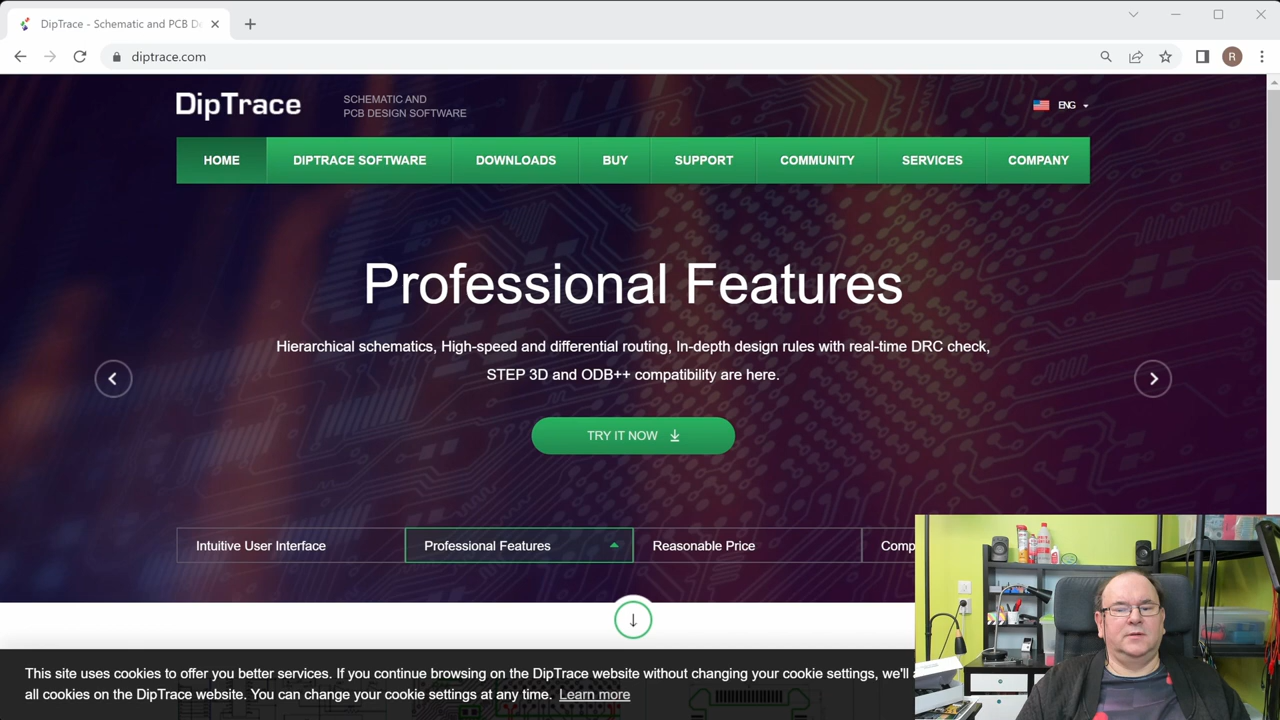 DipTrace - Schematic and PCB De
diptrace.com
R
DipTrace
SCHEMATIC AND
PCB DESIGN SOFTWARE
ENG
HOME
DIPTRACE SOFTWARE
DOWNLOADS
BUY
SUPPORT
COMMUNITY
SERVICES
COMPANY
Professional Features
Hierarchical schematics, High-speed and differential routing, In-depth design rules with real-time DRC check,
STEP 3D and ODB++ compatibility are here.
TRY IT NOW
Intuitive User Interface
Professional Features
Reasonable Price
Comp
This site uses cookies to offer you better services. If you continue browsing on the DipTrace website without changing your cookie settings, we'll a
all cookies on the DipTrace website. You can change your cookie settings at any time. Learn more